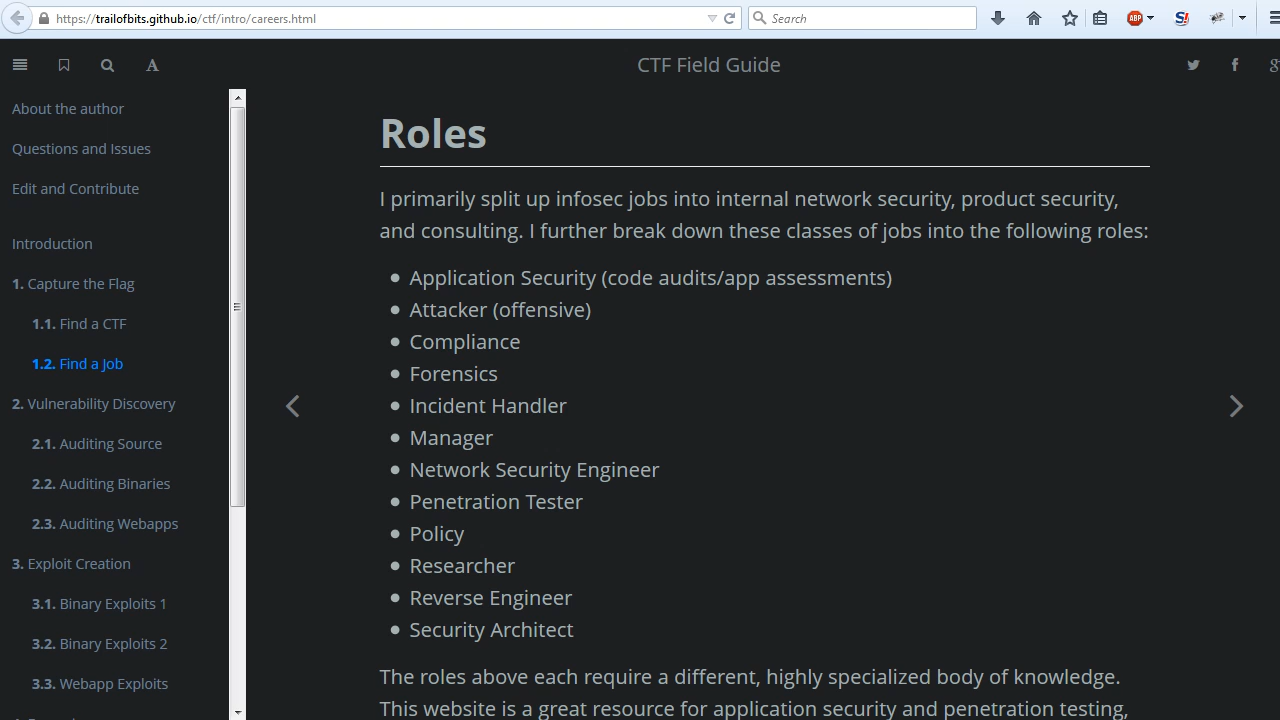 https://trailofbits.github.io/ctf/intro/careers.html
Search
ABP
S!
A
CTF Field Guide
About the author
Questions and Issues
Edit and Contribute
Introduction
1. Capture the Flag
1.1. Find a CTF
1.2. Find a Job
2. Vulnerability Discovery
2.1. Auditing Source
2.2. Auditing Binaries
2.3. Auditing Webapps
3. Exploit Creation
3.1. Binary Exploits 1
3.2. Binary Exploits 2
3.3. Webapp Exploits
Roles
I primarily split up infosec jobs into internal network security, product security,
and consulting. I further break down these classes of jobs into the following roles:
Application Security (code audits/app assessments)
Attacker (offensive)
Compliance
Forensics
Incident Handler
Manager
Network Security Engineer
Penetration Tester
Policy
Researcher
Reverse Engineer
Security Architect
The roles above each require a different, highly specialized body of knowledge.
This website is a great resource for application security and penetration testing,